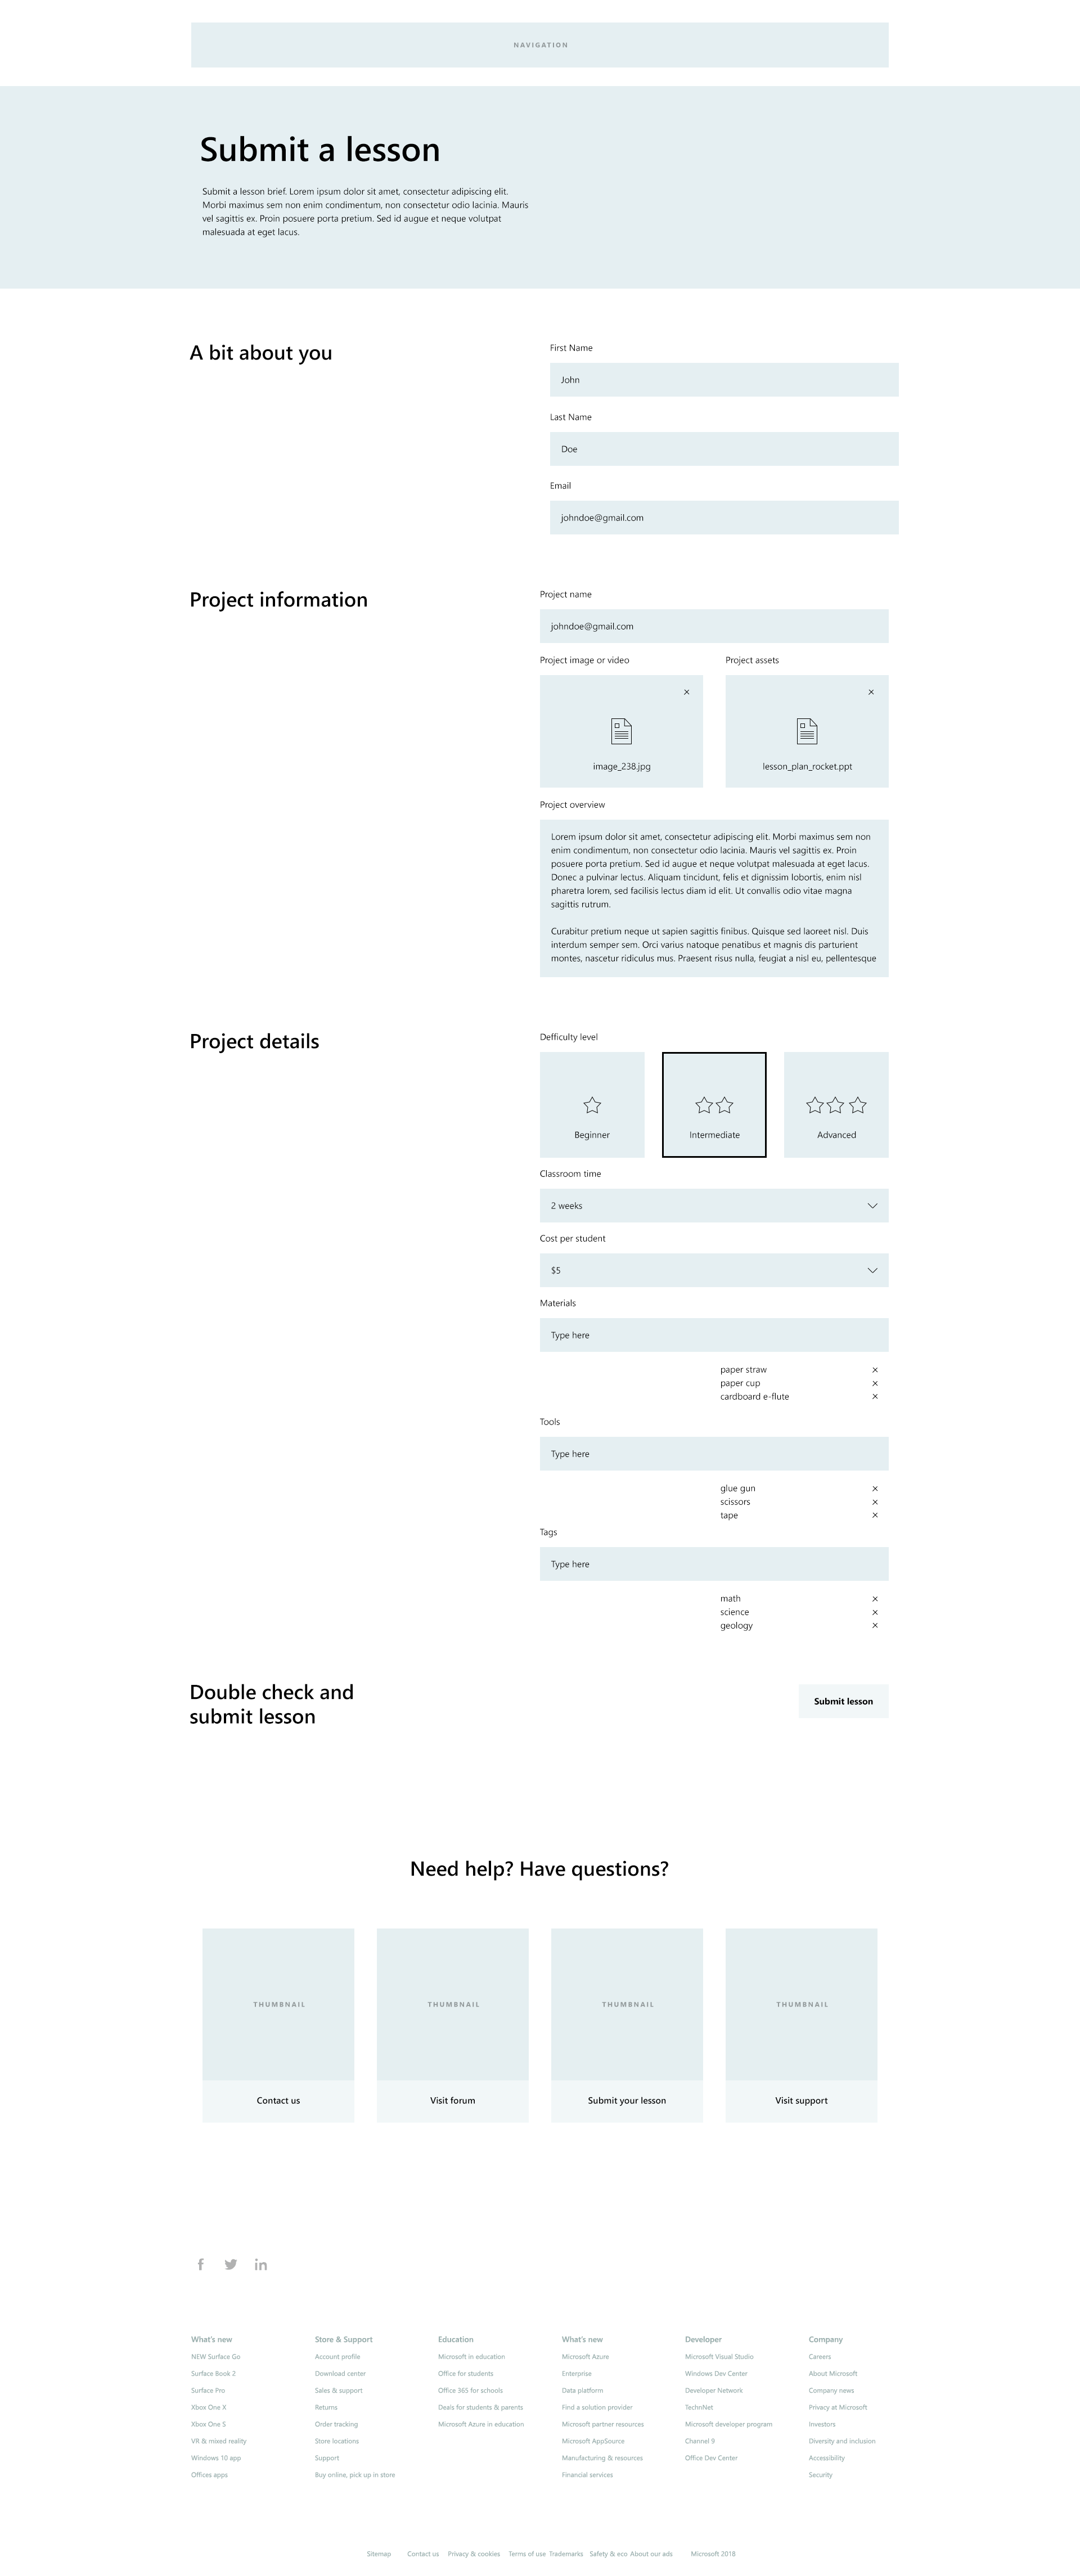 NAVIGATION
Submit a lesson
Submit a lesson brief. Lorem ipsum dolor sit amet, consectetur adipiscing elit.
Morbi maximus sem non enim condimentum, non consectetur odio lacinia. Mauris
vel sagittis ex. Proin posuere porta pretium. Sed id augue et neque volutpat
malesuada at eget lacus.
A bit about you
First Name
John
Last Name
Doe
Email
johndoe@gmail.com
Project information
Project name
johndoe@gmail.com
Project image or video
Project assets
image_238.jpg
lesson_plan_rocket.ppt
Project overview
Lorem ipsum dolor sit amet, consectetur adipiscing elit. Morbi maximus sem non
enim condimentum, non consectetur odio lacinia. Mauris vel sagittis ex. Proin
posuere porta pretium. Sed id augue et neque volutpat malesuada at eget lacus.
Donec a pulvinar lectus. Aliquam tincidunt, felis et dignissim lobortis, enim nisl
pharetra lorem, sed facilisis lectus diam id elit. Ut convallis odio vitae magna
sagittis rutrum.
Curabitur pretium neque ut sapien sagittis finibus. Quisque sed laoreet nisl. Duis
interdum semper sem. Orci varius natoque penatibus et magnis dis parturient
montes, nascetur ridiculus mus. Praesent risus nulla, feugiat a nisl eu, pellentesque
Project details
Defficulty level
Beginner
Intermediate
Advanced
Classroom time
2 weeks
Cost per student
$5
Materials
Type here
paper straw
paper cup
cardboard e-flute
Tools
Type here
glue gun
scissors
tape
Tags
Type here
math
science
geology
Double check and
submit lesson
Submit lesson
Need help? Have questions?
THUMBNAIL
THUMBNAIL
THUMBNAIL
THUMBNAIL
Contact us
Visit forum
Submit your lesson
Visit support
What's new
NEW Surface Go
Surface Book 2
Surface Pro
Xbox One X
Xbox One S
VR & mixed reality
Windows 10 app
Offices apps
Store & Support
Account profile
Download center
Sales & support
Returns
Order tracking
Store locations
Support
Buy online, pick up in store
Education
Microsoft in education
Office for students
Office 365 for schools
Deals for students & parents
Microsoft Azure in education
What's new
Microsoft Azure
Enterprise
Data platform
Find a solution provider
Microsoft partner resources
Microsoft AppSource
Manufacturing & resources
Financial services
Developer
Microsoft Visual Studio
Windows Dev Center
Developer Network
TechnNet
Microsoft developer program
Channel 9
Office Dev Center
Company
Careers
About Microsoft
Company news
Privacy at Microsoft
Investors
Diversity and inclusion
Accessibility
Security
Sitemap Contact us Privacy & cookies Terms of use Trademarks Safety & eco About our ads Microsoft 2018